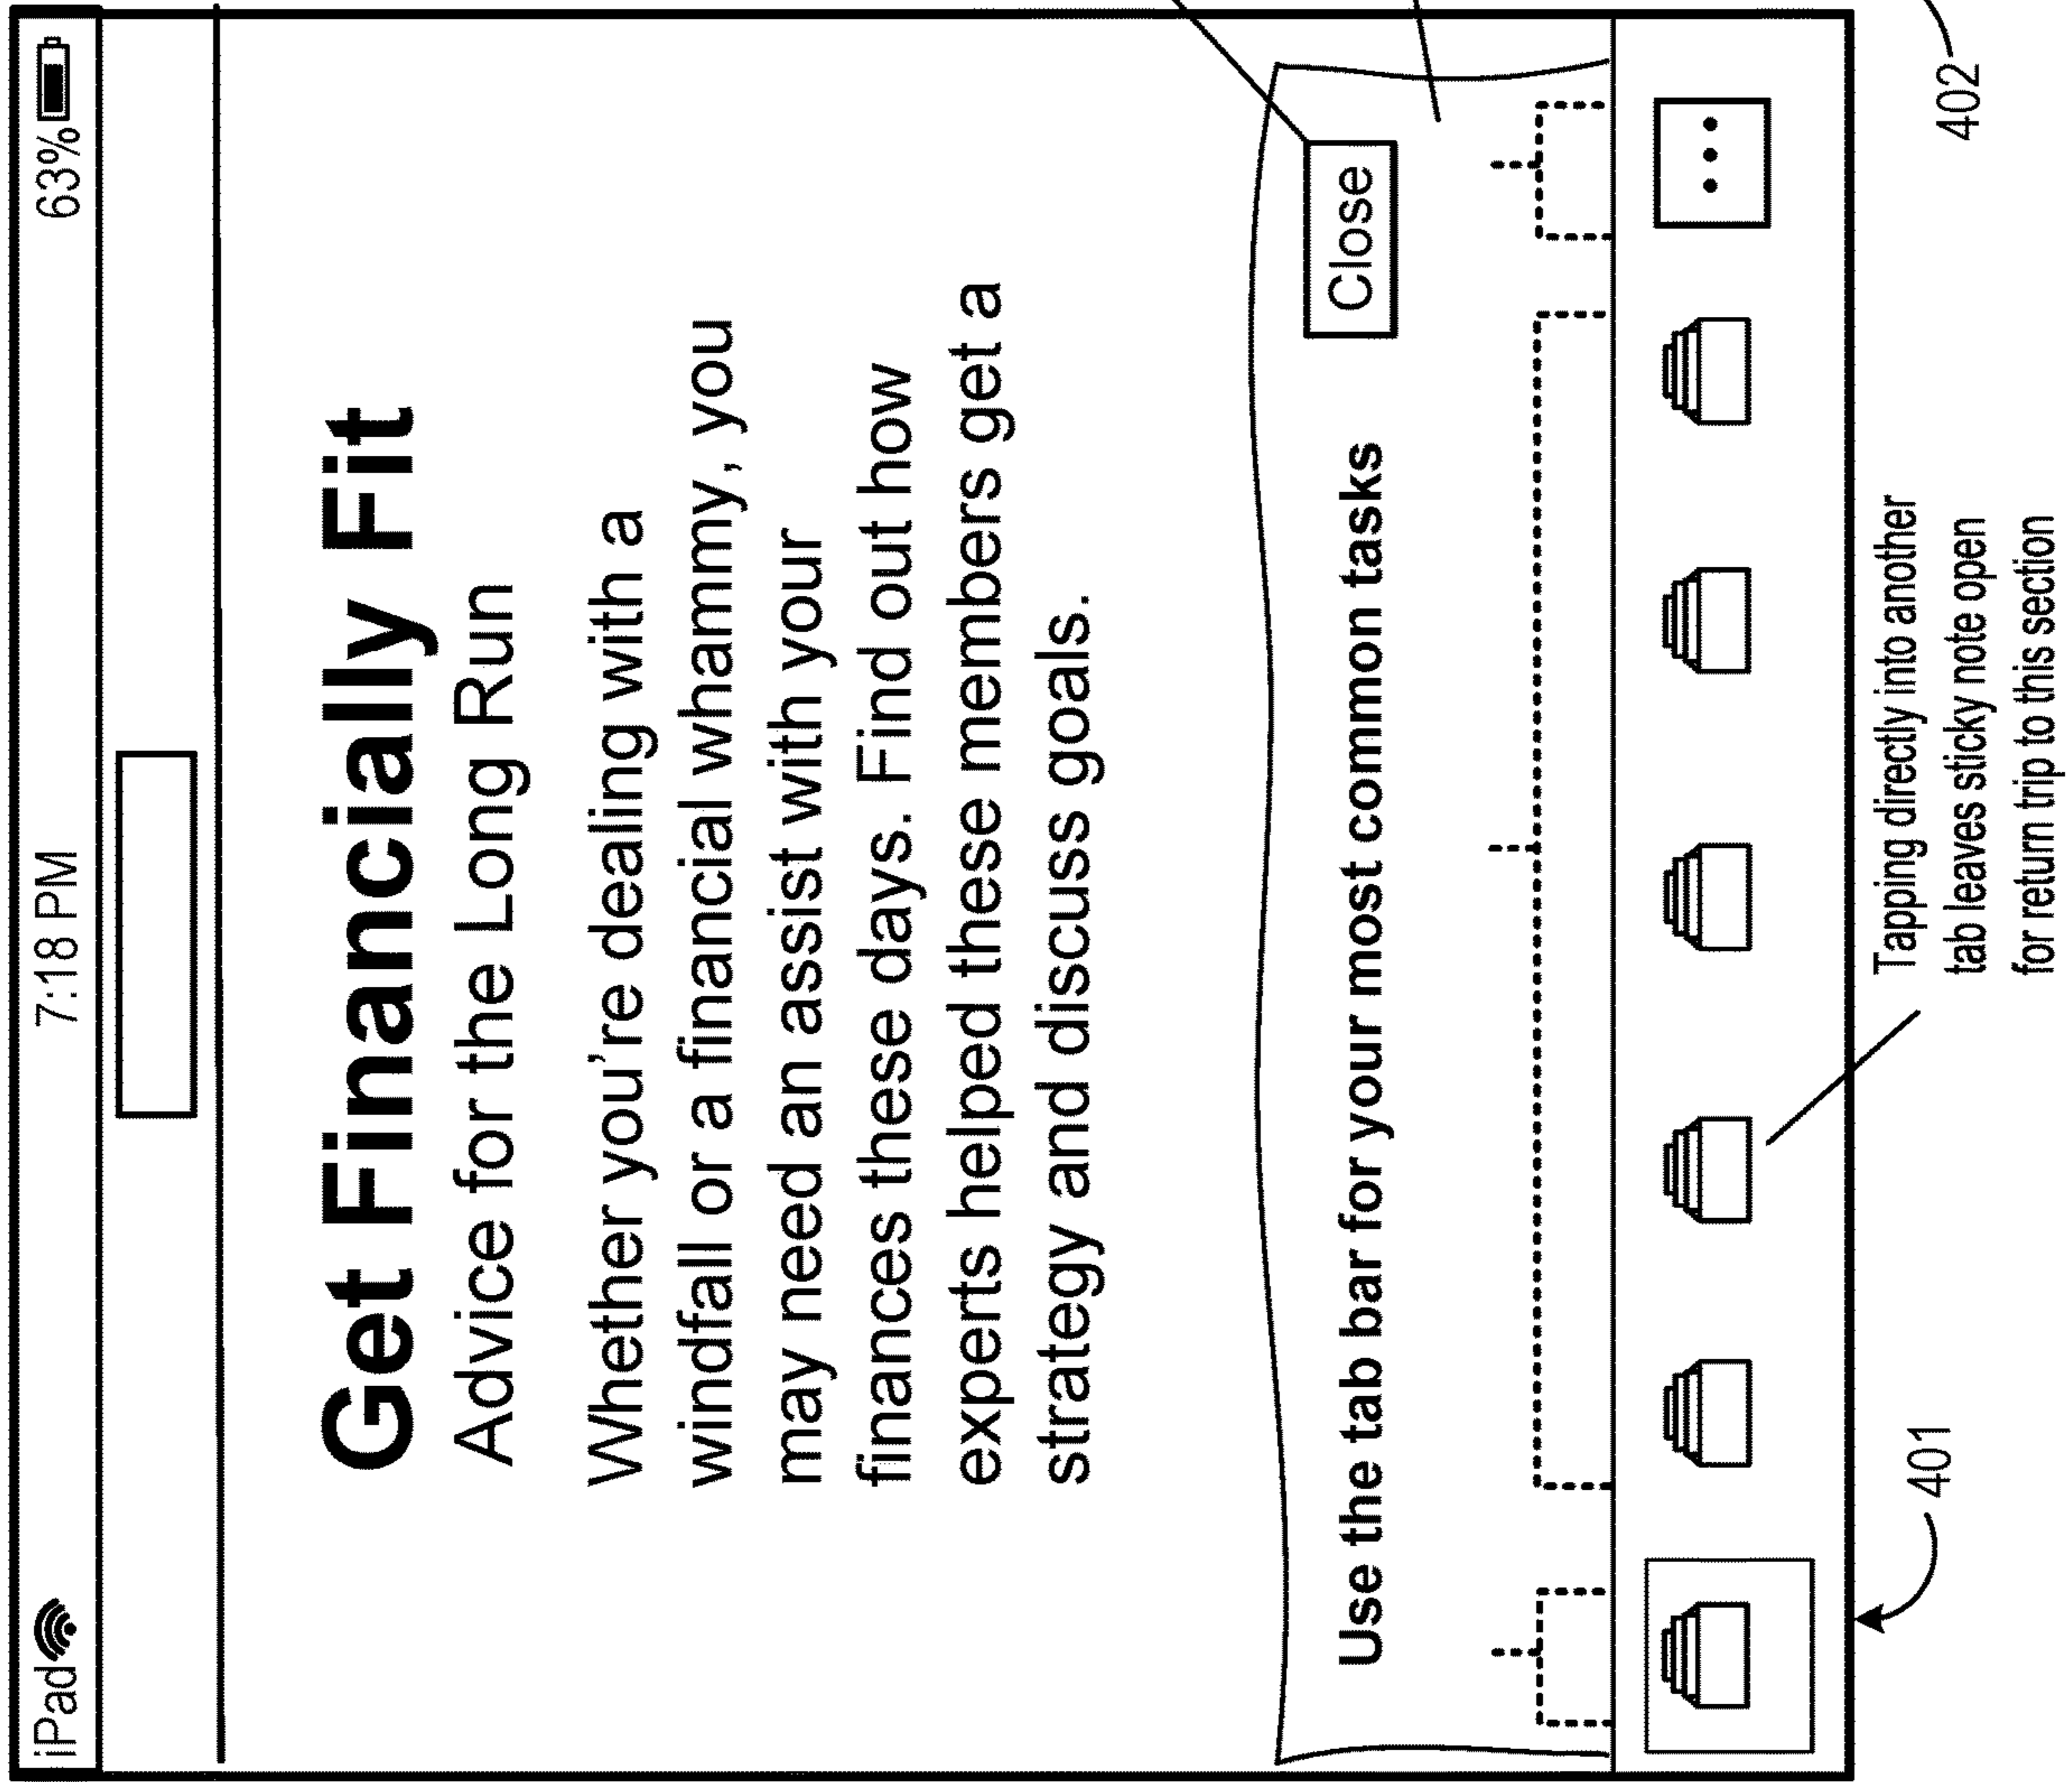 iPad 7:18 PM 63%
Get Financially Fit
Advice for the Long Run
Whether you're dealing with a
windfall or a financial whammy, you
may need an assist with your
finances these days. Find out how
experts helped these members get a
strategy and discuss goals.
Close
Use the tab bar for your most common tasks
401
Tapping directly into another
tab leaves sticky note open
for return trip to this section
402